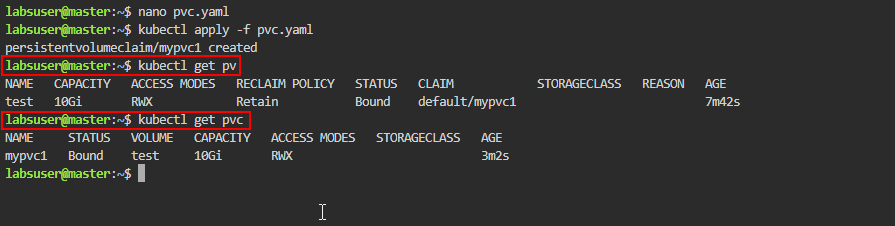 labsuser@master:~$ nano pvc.yaml
labsuser@master:~$ kubectl apply -f pvc.yaml
persistentvolumeclaim/mypvc1 created
labsuser@master:~$ kubectl get pv
NAME   CAPACITY   ACCESS MODES   RECLAIM POLICY   STATUS   CLAIM            STORAGECLASS   REASON   AGE
test   10Gi       RWX            Retain           Bound    default/mypvc1                           7m42s
labsuser@master:~$ kubectl get pvc
NAME     STATUS   VOLUME   CAPACITY   ACCESS MODES   STORAGECLASS   AGE
mypvc1   Bound    test     10Gi       RWX                           3m2s
labsuser@master:~$